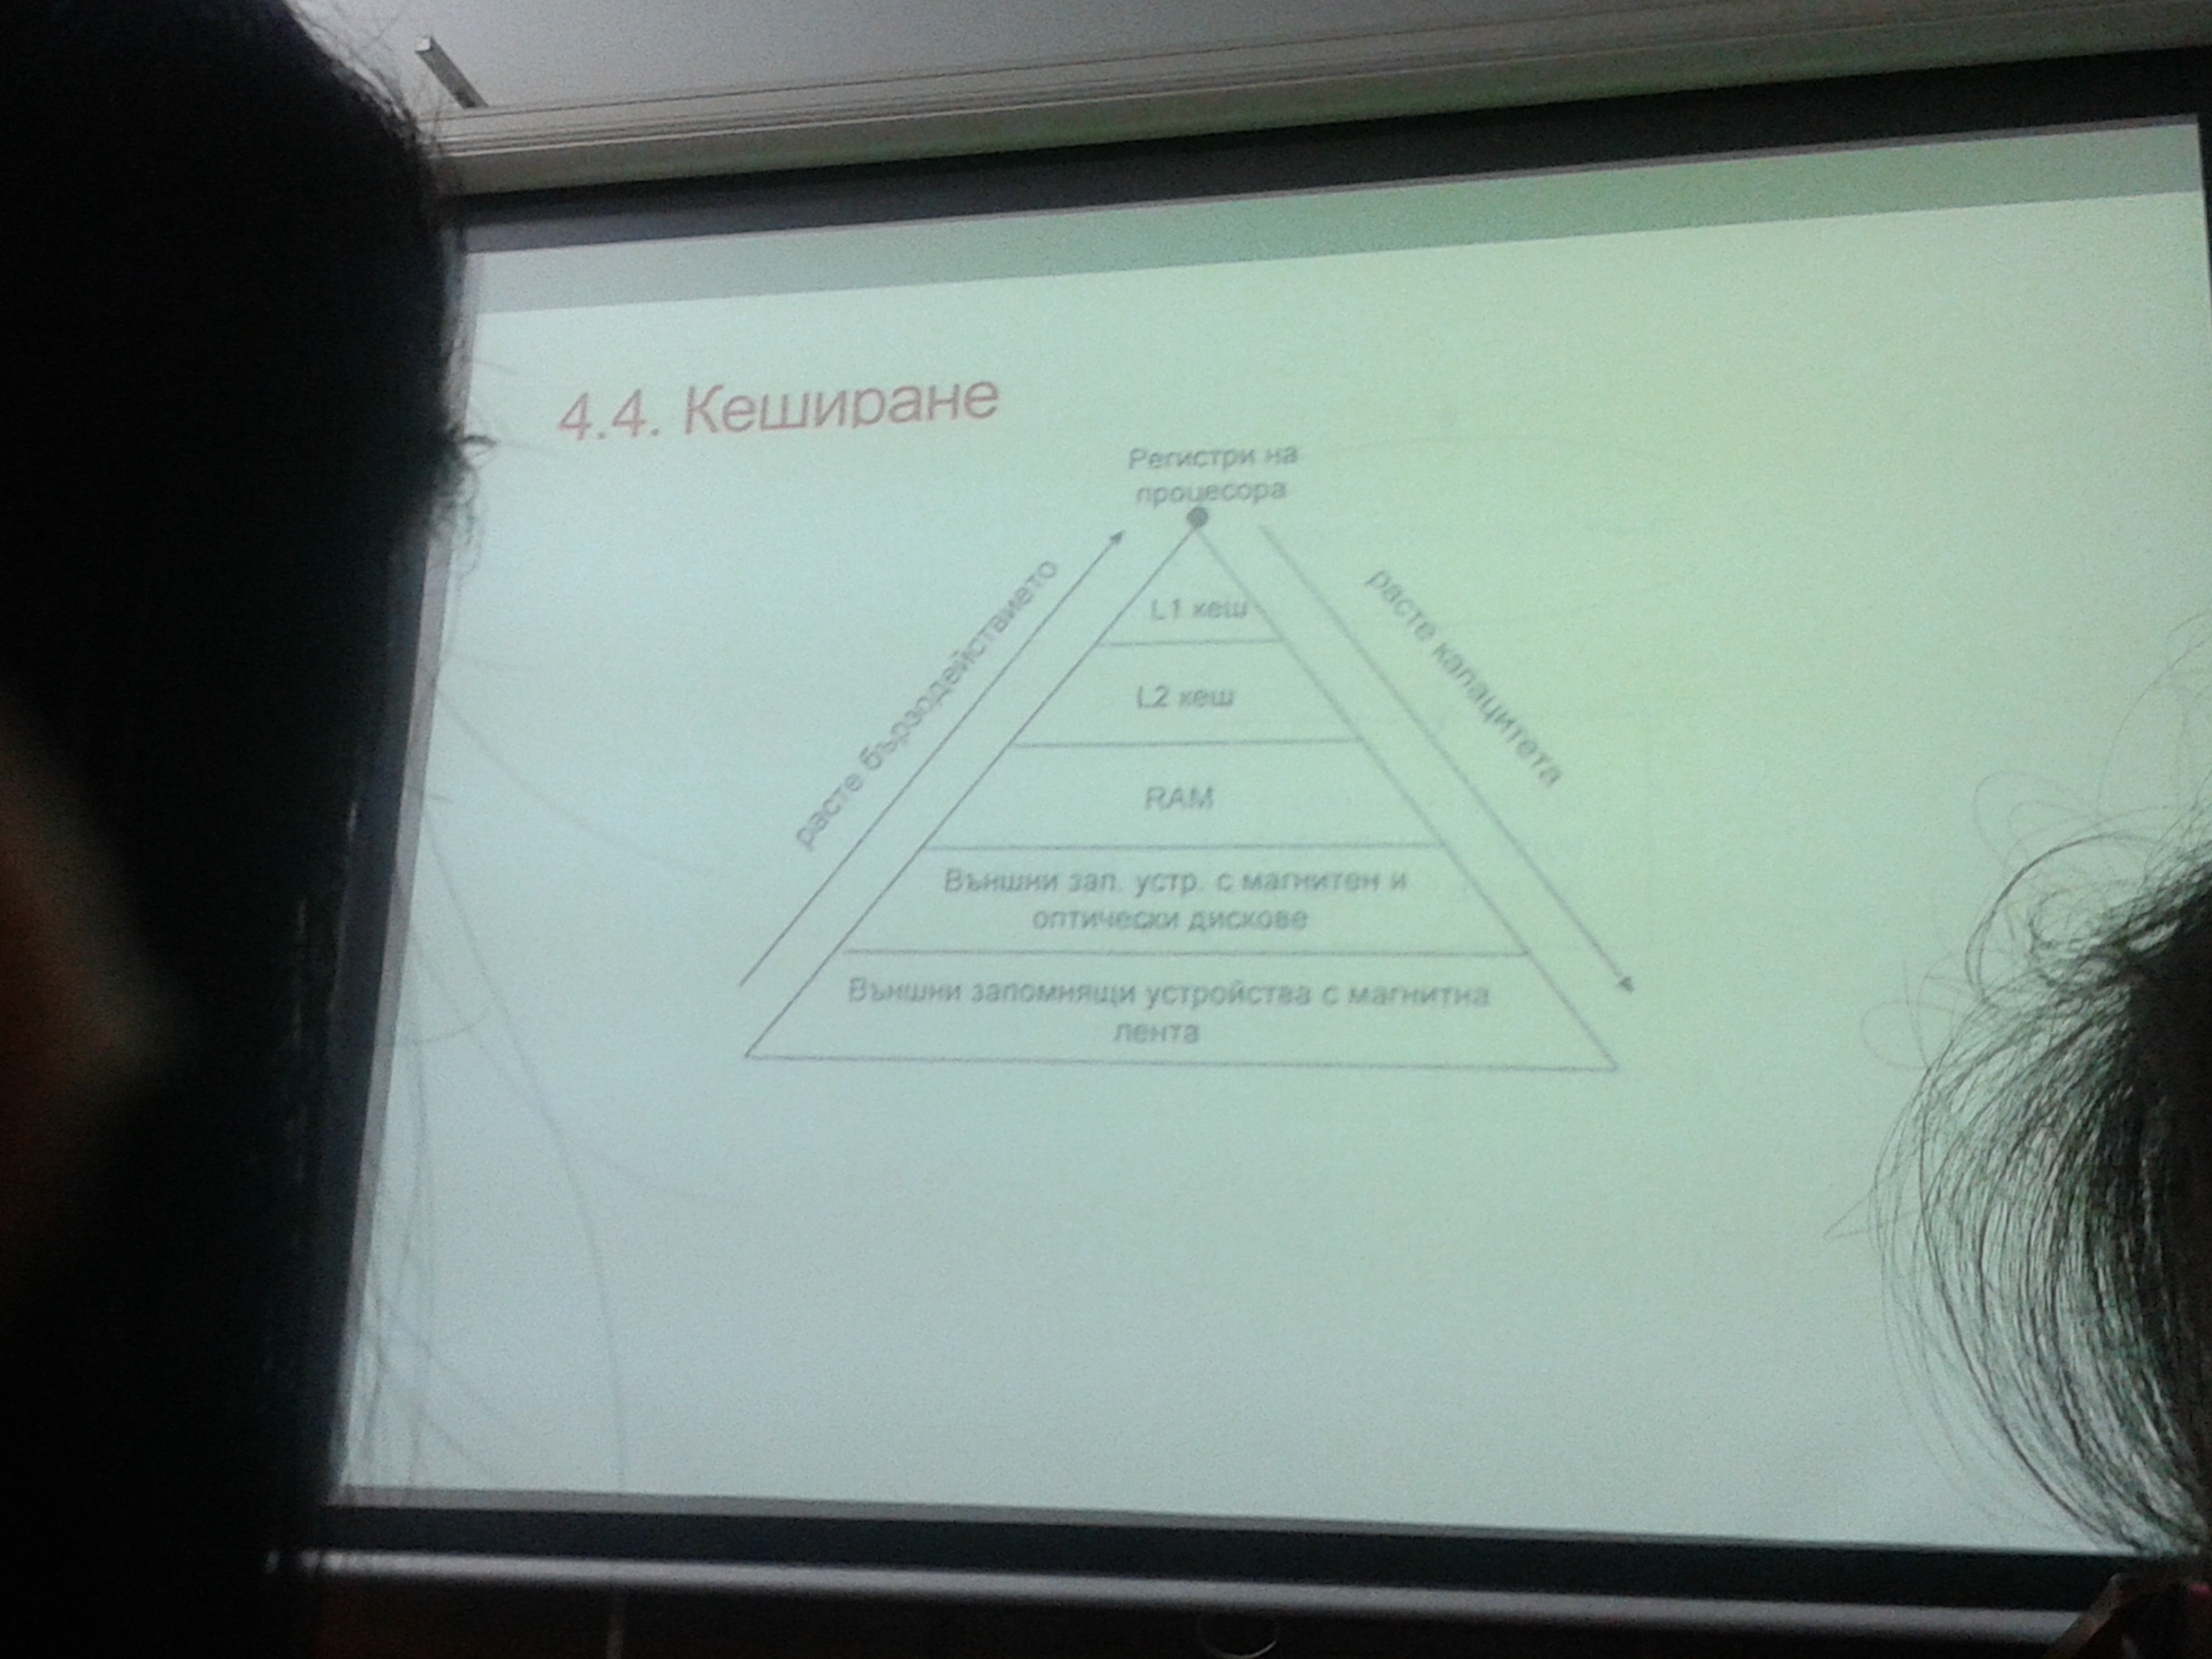 4.4. Кеширане
Регистри на
процесора
расте бързодействието
расте капацитета
L1 кеш
L2 кеш
RAM
Външни зап. устр. с магнитен и
оптически дискове
Външни запомнящи устройства с магнитна
лента